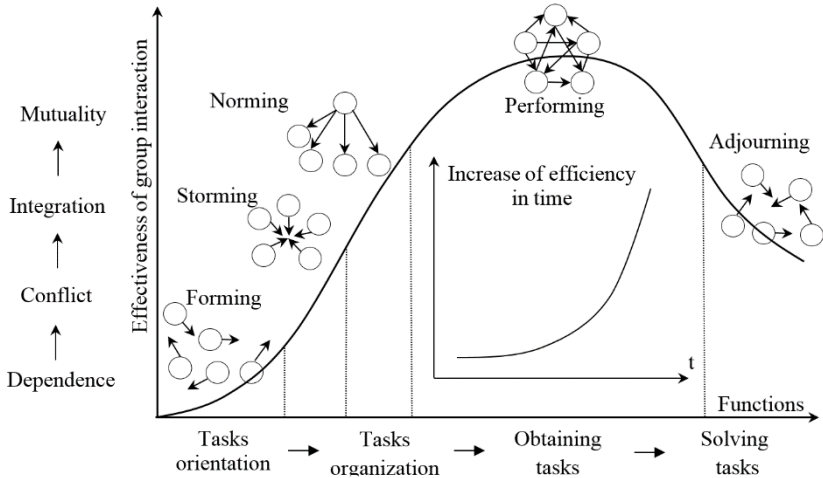 Mutuality
Integration
Conflict
Dependence
Effectiveness of group interaction
Forming
Storming
Norming
Performing
Adjourning
Increase of efficiency
in time
t
Functions
Tasks
orientation
Tasks
organization
Obtaining
tasks
Solving
tasks